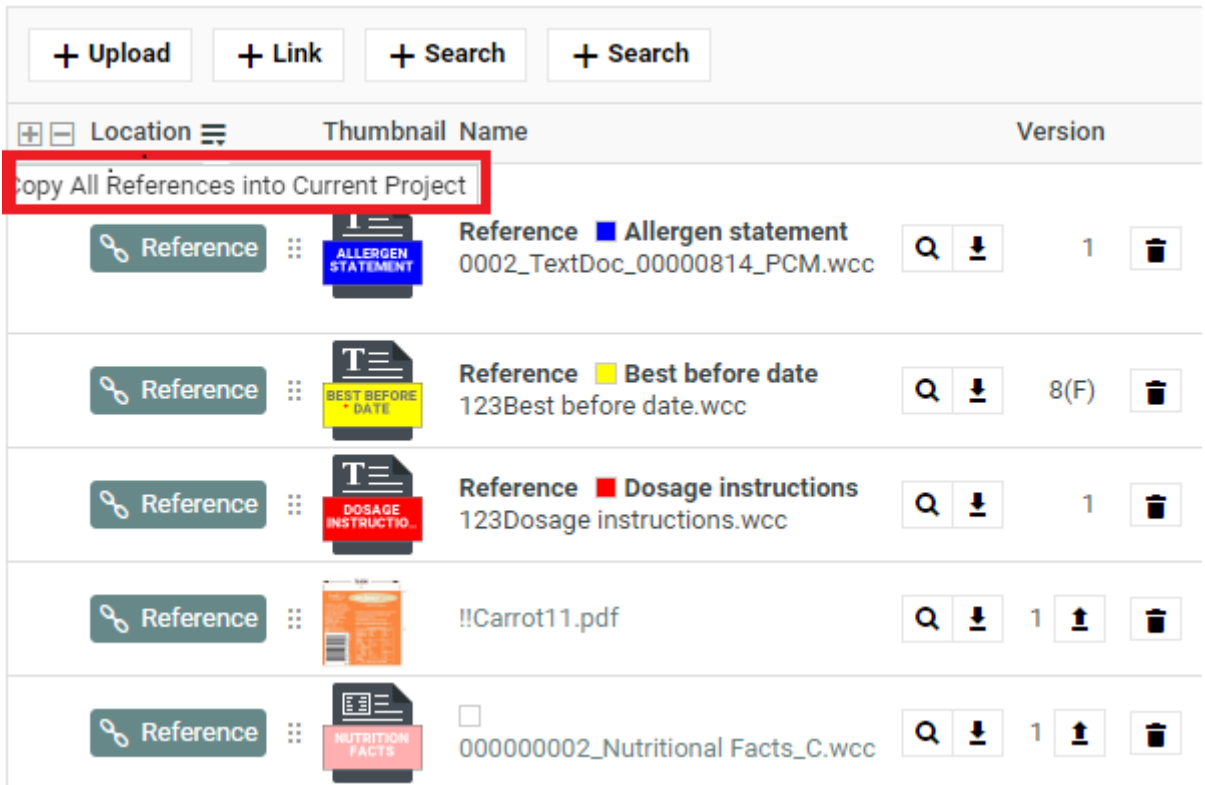 + Upload + Link + Search + Search
Location Thumbnail Name Version
Copy All References into Current Project
Reference
ALLERGEN
STATEMENT
Reference Allergen statement
0002_TextDoc_00000814_PCM.wcc
1
Reference
T
BEST BEFORE
* DATE
Reference Best before date
123Best before date.wcc
8(F)
Reference
T
DOSAGE
INSTRUCTIO...
Reference Dosage instructions
123Dosage instructions.wcc
1
Reference
!!Carrot11.pdf
1
Reference
NUTRITION
FACTS
000000002_Nutritional Facts_C.wcc
1